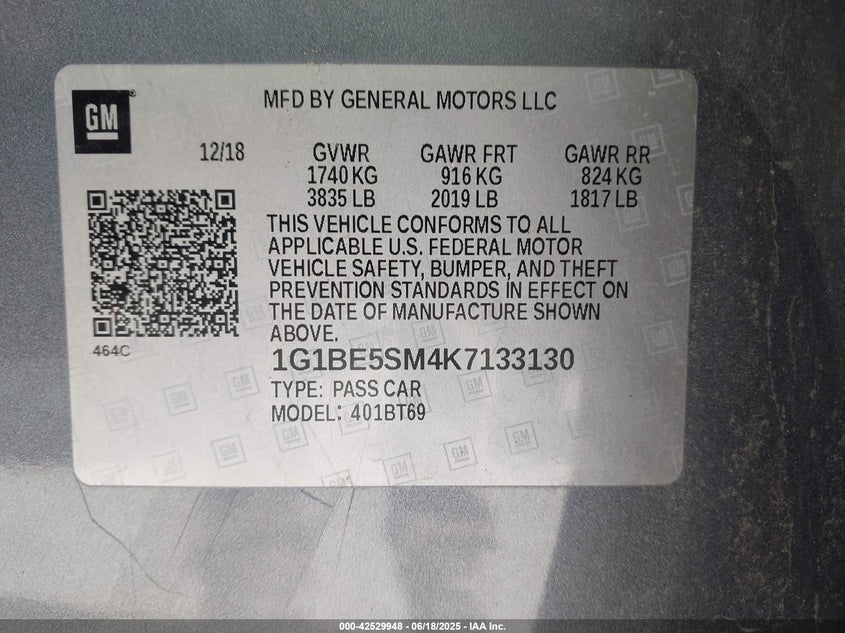 GM
MFD BY GENERAL MOTORS LLC
12/18 GVWR GAWR FRT GAWR RR
1740 KG 916 KG 824 KG
3835 LB 2019 LB 1817 LB
THIS VEHICLE CONFORMS TO ALL
APPLICABLE U.S. FEDERAL MOTOR
VEHICLE SAFETY, BUMPER, AND THEFT
PREVENTION STANDARDS IN EFFECT ON
THE DATE OF MANUFACTURE SHOWN
ABOVE.
464C
1G1BE5SM4K7133130
TYPE: PASS CAR
MODEL: 401BT69
000-42529948 - 06/18/2025 - IAA Inc.